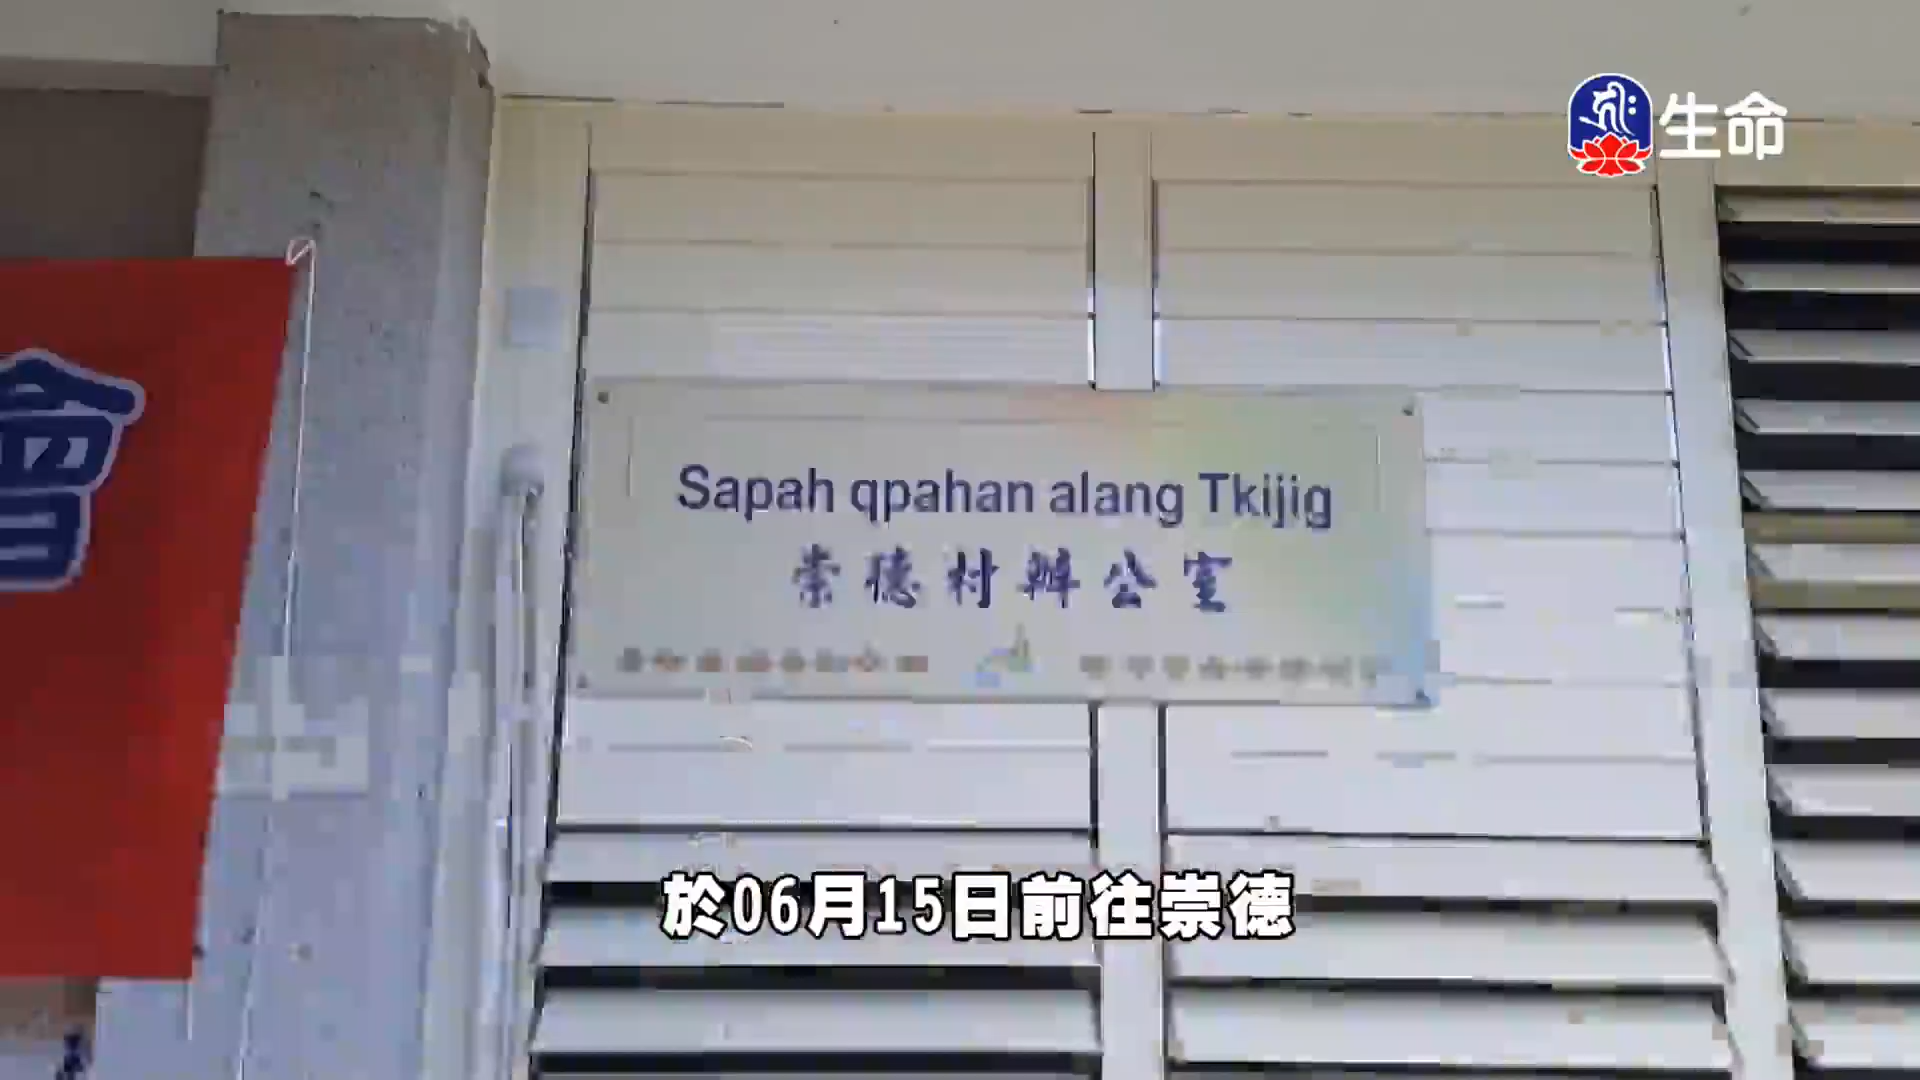 生命
會
Sapah qpahan alang Tkijig
崇德村辦公室
於06月15日前往崇德